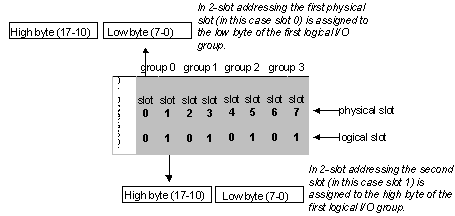 In 2-slot addressing the first physical
slot (in this case slot 0) is assigned to
the low byte of the first logical I/O
group.
High byte (17-10) Low byte (7-0)
group 0 group 1 group 2 group 3
slot slot slot slot slot slot slot slot
0 1 2 3 4 5 6 7 physical slot
0 1 0 1 0 1 0 1 logical slot
In 2-slot addressing the second
slot (in this case slot 1) is
assigned to the high byte of the
first logical I/O group.
High byte (17-10) Low byte (7-0)